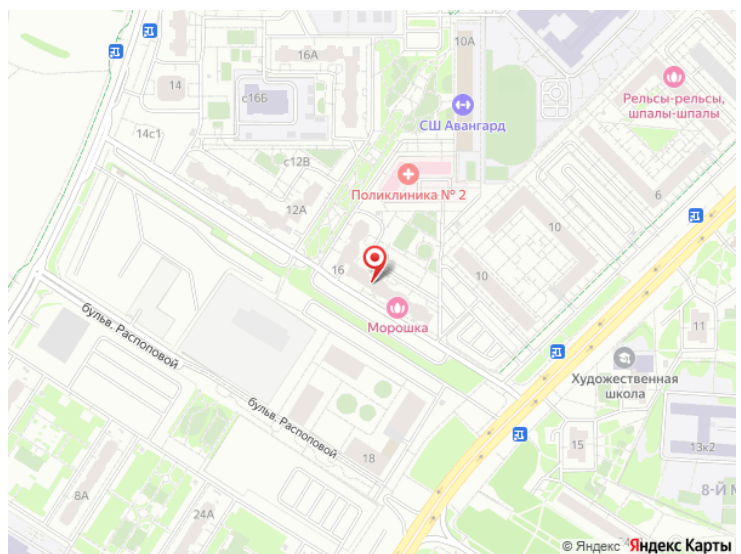 16А
10А
14
с16Б
СШ Авангард
Рельсы-рельсы,
шпалы-шпалы
14с1
с12В
Поликлиника № 2
12А
6
10
16
10
Морошка
бульв. Распоповой
11
Художественная
школа
бульв. Распоповой
15
13к2
18
8-Й М
8А
24А
© Яндекс Яндекс Карты